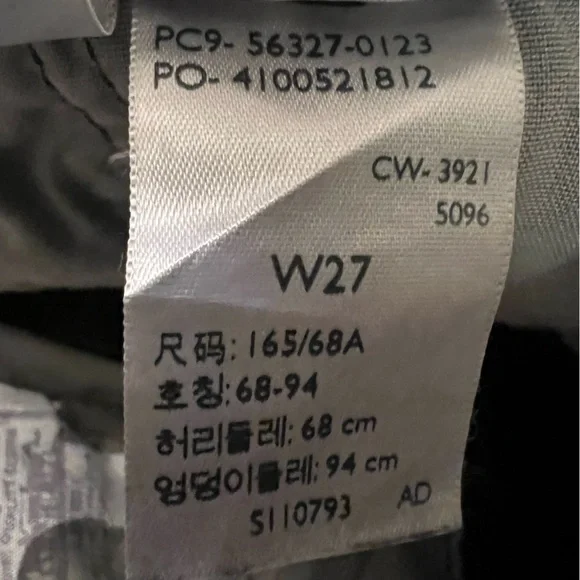 PC9- 56327-0123
PO- 4100521812
CW- 3921
5096
W27
尺码: 165/68A
호칭:68-94
허리둘레: 68 cm
엉덩이둘레: 94 cm
S110793 AD